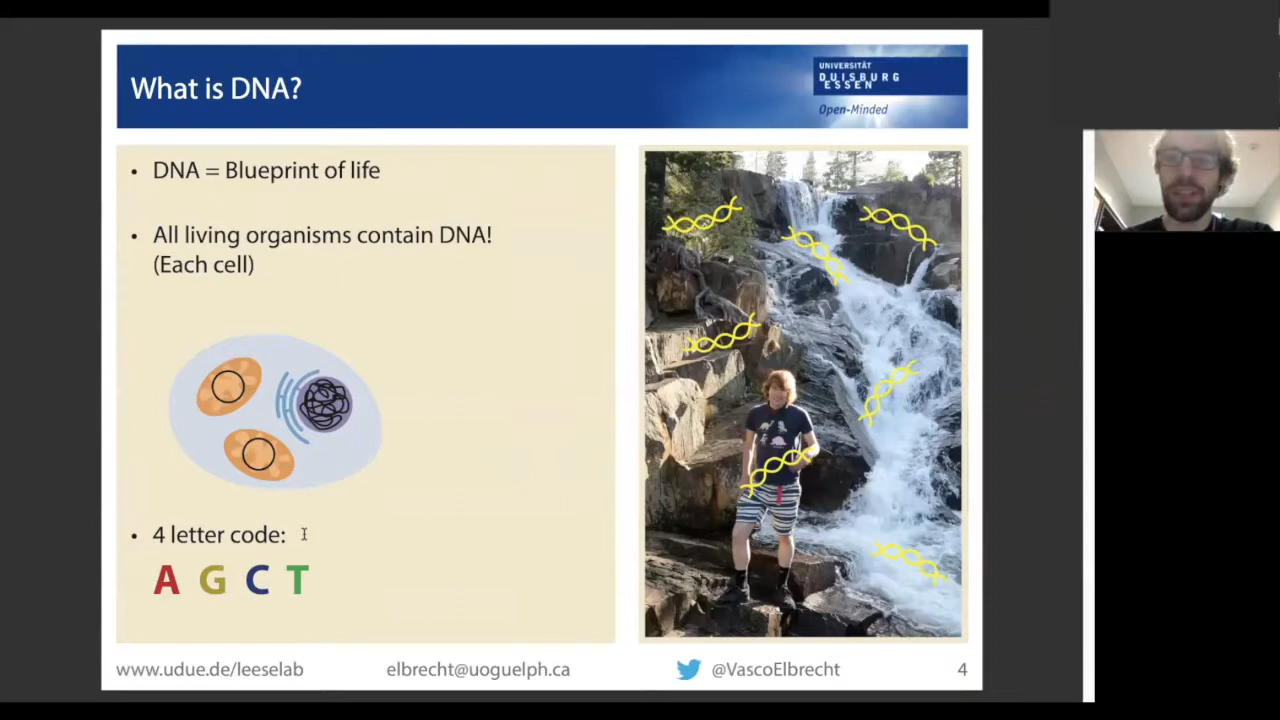 What is DNA?
UNIVERSITÄT
DUISBURG
ESSEN
Open-Minded
• DNA = Blueprint of life
• All living organisms contain DNA!
(Each cell)
• 4 letter code:
A G C T
www.udue.de/leeselab
elbrecht@uoguelph.ca
@VascoElbrecht
4